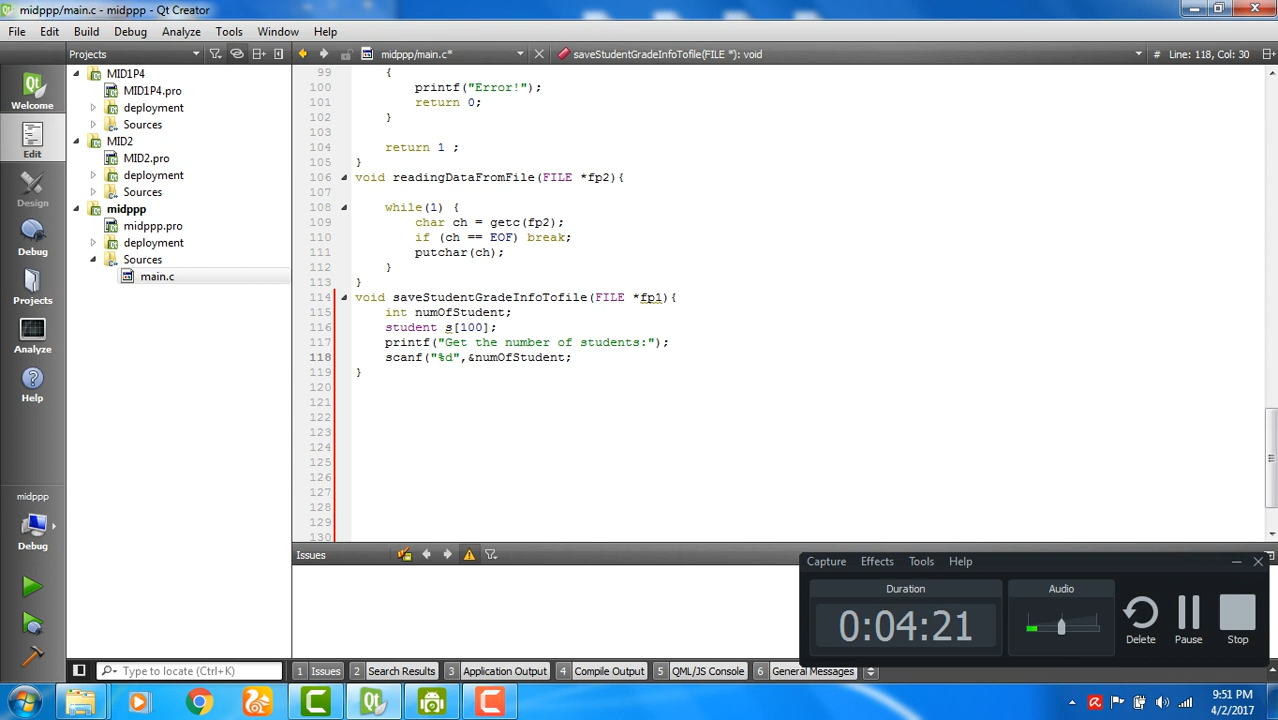 midppp/main.c - midppp - Qt Creator
File Edit Build Debug Analyze Tools Window Help
Projects midppp/main.c* saveStudentGradeInfoTofile(FILE *): void # Line: 118, Col: 30
Welcome
Edit
Design
Debug
Projects
Analyze
Help
midppp
Debug
MID1P4
MID1P4.pro
deployment
Sources
MID2
MID2.pro
deployment
Sources
midppp
midppp.pro
deployment
Sources
main.c
99 {
100 printf("Error!");
101 return 0;
102 }
103
104 return 1 ;
105 }
106 void readingDataFromFile(FILE *fp2){
107
108 while(1) {
109 char ch = getc(fp2);
110 if (ch == EOF) break;
111 putchar(ch);
112 }
113 }
114 void saveStudentGradeInfoTofile(FILE *fp1){
115 int numOfStudent;
116 student s[100];
117 printf("Get the number of students:");
118 scanf("%d",&numOfStudent;
119 }
120
121
122
123
124
125
126
127
128
129
130
Issues
Capture Effects Tools Help
Duration Audio
0:04:21
Delete Pause Stop
Type to locate (Ctrl+K) 1 Issues 2 Search Results 3 Application Output 4 Compile Output 5 QML/JS Console 6 General Messages
9:51 PM
4/2/2017